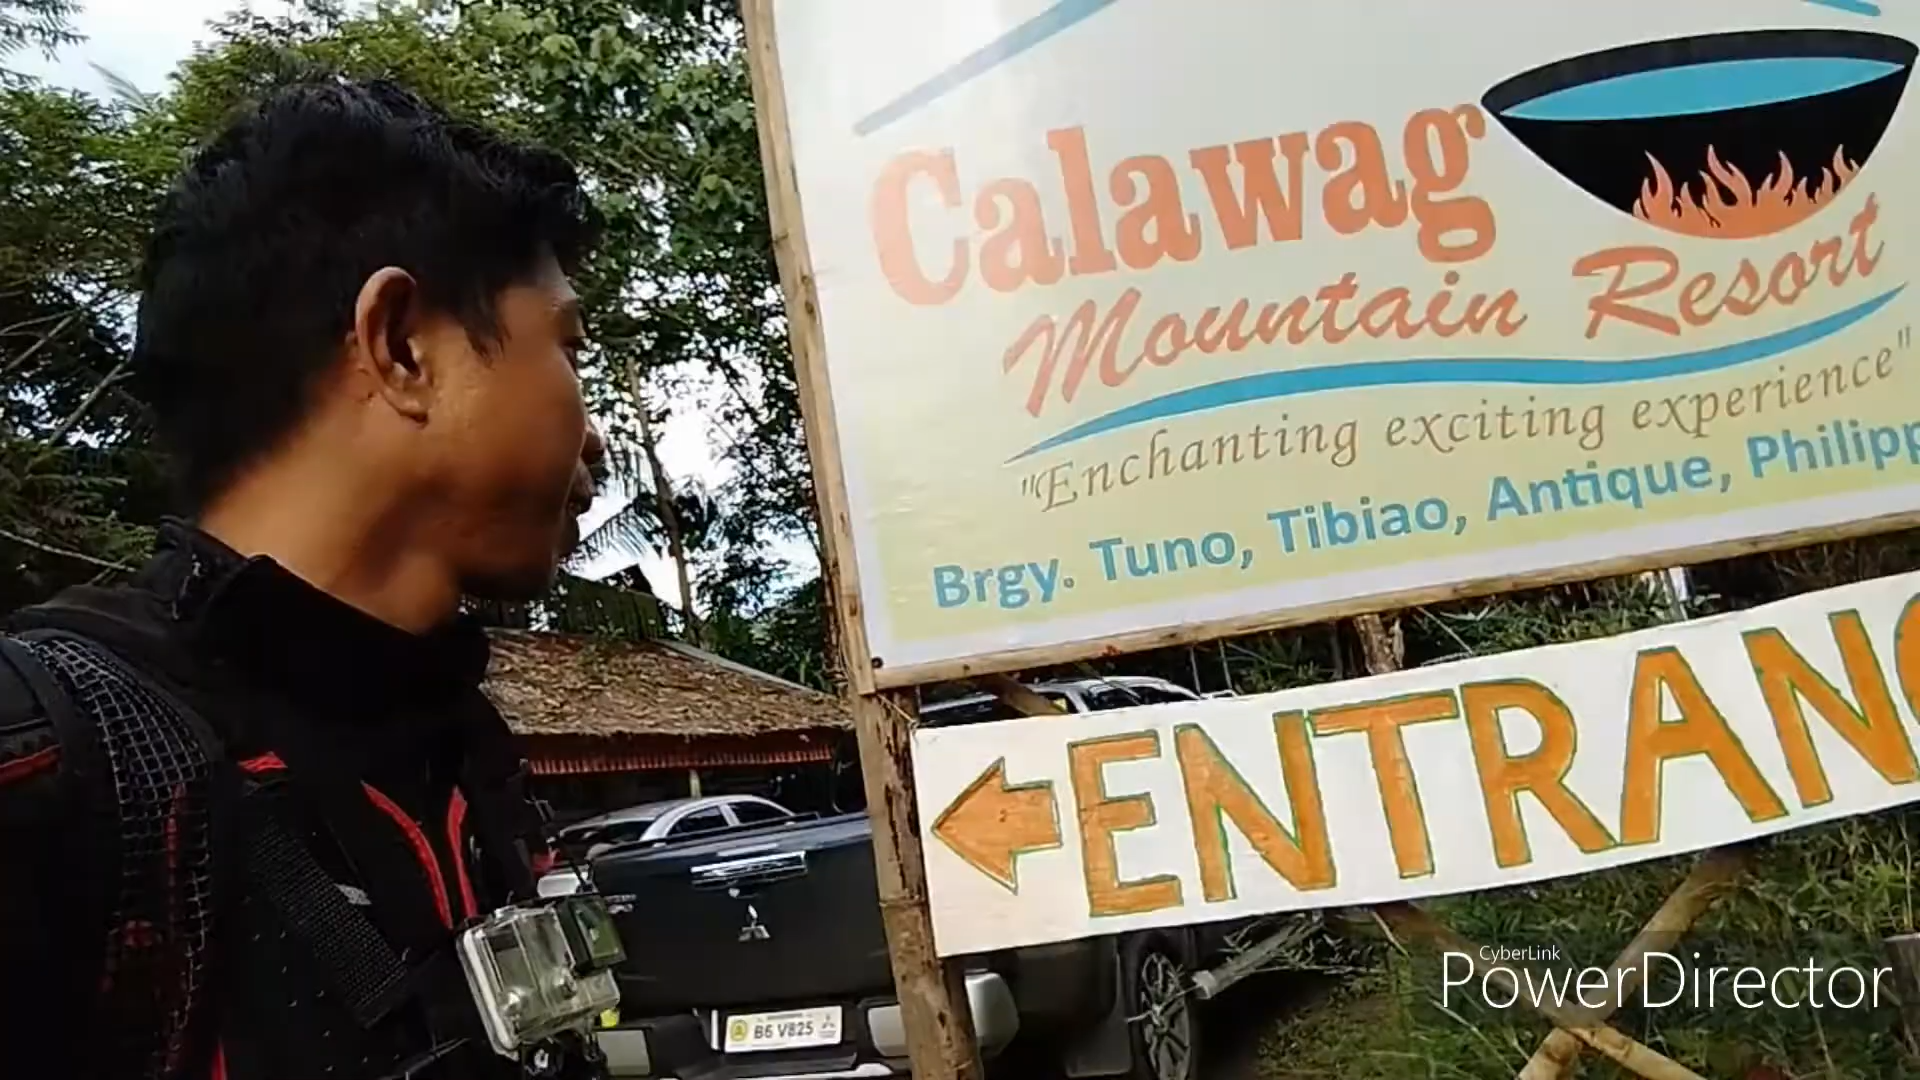 Calawag
Mountain Resort
"Enchanting exciting experience"
Brgy. Tuno, Tibiao, Antique, Philipp
ENTRANC
B6 V825
CyberLink
PowerDirector